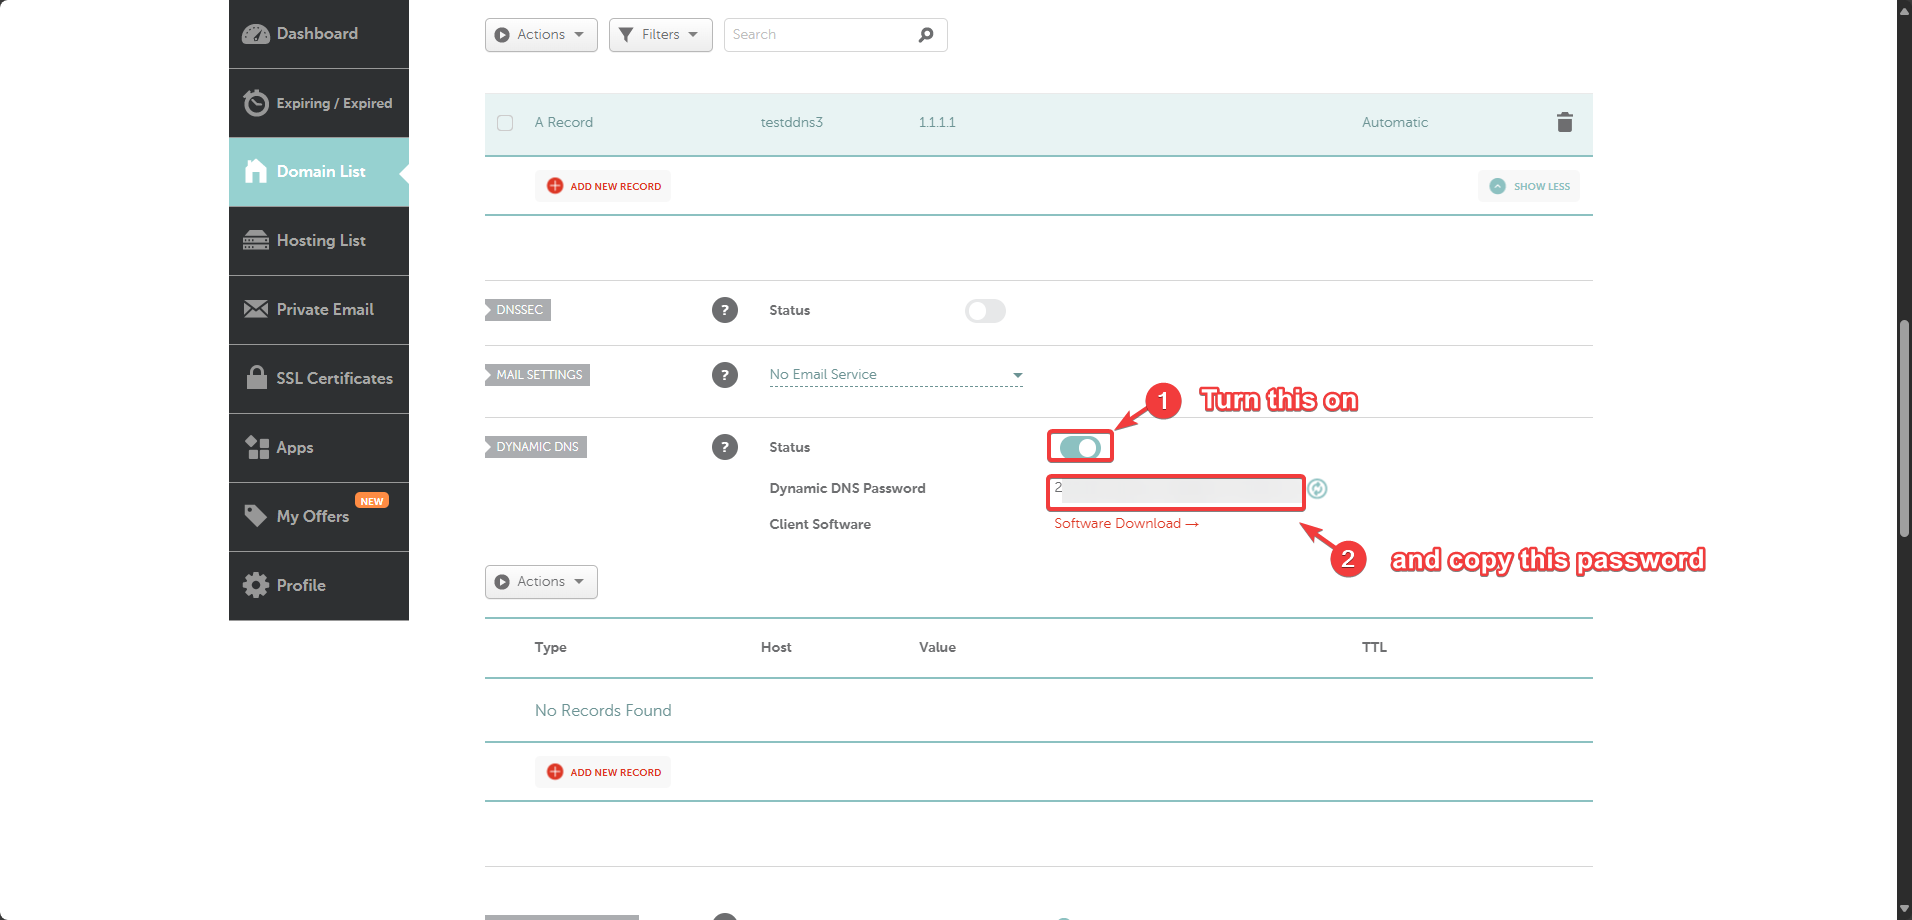 Dashboard
Expiring / Expired
Domain List
Hosting List
Private Email
SSL Certificates
Apps
NEW
My Offers
Profile
Actions Filters Search
A Record testddns3 1.1.1.1 Automatic
ADD NEW RECORD SHOW LESS
DNSSEC ? Status
MAIL SETTINGS ? No Email Service
1 Turn this on
DYNAMIC DNS ? Status
Dynamic DNS Password 2
Client Software Software Download →
2 and copy this password
Actions
Type Host Value TTL
No Records Found
ADD NEW RECORD